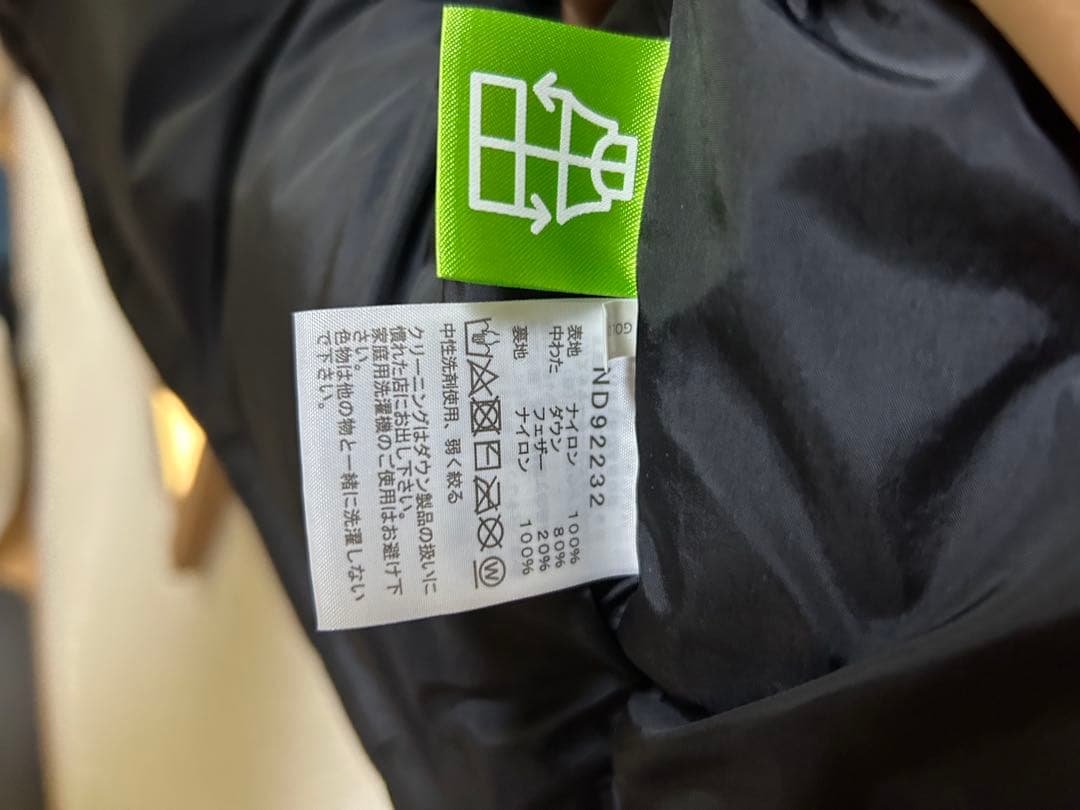 GOL
ND92232
表地 ナイロン 100%
中わた ダウン 80%
フェザー 20%
裏地 ナイロン 100%
W
中性洗剤使用、弱く絞る
クリーニングはダウン製品の扱いに
慣れた店にお出し下さい。
家庭用洗濯機のご使用はお避け下
さい。
色物は他の物と一緒に洗濯しない
で下さい。